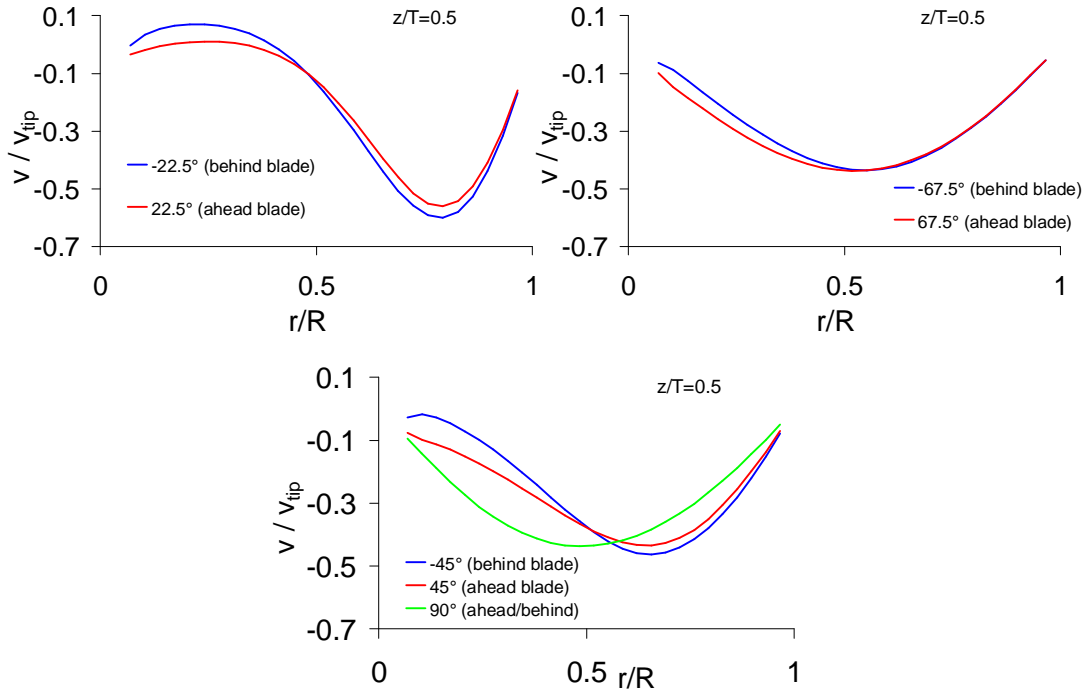 z/T=0.5
0.1
-0.1
-0.3
-0.5
-0.7
v / vtip
-22.5° (behind blade)
22.5° (ahead blade)
0
0.5
1
r/R
z/T=0.5
0.1
-0.1
-0.3
-0.5
-0.7
v / vtip
-67.5° (behind blade)
67.5° (ahead blade)
0
0.5
1
r/R
z/T=0.5
0.1
-0.1
-0.3
-0.5
-0.7
v / vtip
-45° (behind blade)
45° (ahead blade)
90° (ahead/behind)
0
0.5
1
r/R